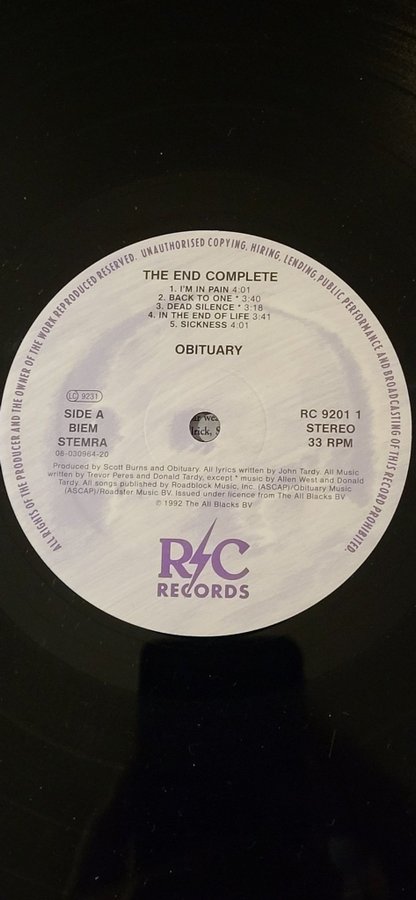 ALL RIGHTS OF THE PRODUCER AND THE OWNER OF THE WORK REPRODUCED RESERVED. UNAUTHORISED COPYING, HIRING, LENDING, PUBLIC PERFORMANCE AND BROADCASTING OF THIS RECORD PROHIBITED.
THE END COMPLETE
1. I'M IN PAIN 4:01
2. BACK TO ONE * 3:40
3. DEAD SILENCE * 3:18
4. IN THE END OF LIFE 3:41
5. SICKNESS 4:01
OBITUARY
LC 9231
SIDE A
BIEM
STEMRA
08-030964-20
RC 9201 1
STEREO
33 RPM
Produced by Scott Burns and Obituary. All lyrics written by John Tardy. All Music
written by Trevor Peres and Donald Tardy, except * music by Allen West and Donald
Tardy. All songs published by Roadblock Music, Inc. (ASCAP)/Obituary Music
(ASCAP)/Roadster Music BV. Issued under licence from The All Blacks BV
℗ 1992 The All Blacks BV
RC
RECORDS